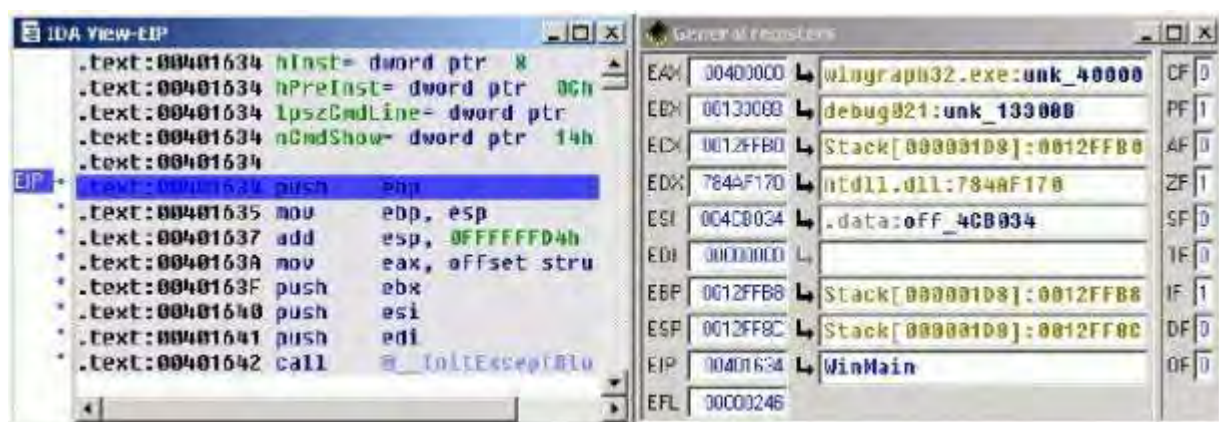 IDA View-EIP
.text:00401634 hInst= dword ptr 8
.text:00401634 hPrevInst= dword ptr 0Ch
.text:00401634 lpszCmdLine= dword ptr
.text:00401634 nCmdShow= dword ptr 14h
.text:00401634
EIP .text:00401634 push ebp
.text:00401635 mov ebp, esp
.text:00401637 add esp, 0FFFFFFD4h
.text:0040163A mov eax, offset stru
.text:0040163F push ebx
.text:00401640 push esi
.text:00401641 push edi
.text:00401642 call
General registers
EAX 00400000 wingraph32.exe:unk_40000 CF 0
EBX 0013308B debug021:unk_13308B PF 1
ECX 0012FFB0 Stack[000001D8]:0012FFB0 AF 0
EDX 784AF170 ntdll.dll:784AF170 ZF 1
ESI 004CB034 .data:off_4CB034 SF 0
EDI 00000000 TF 0
EBP 0012FFB8 Stack[000001D8]:0012FFB8 IF 1
ESP 0012FF8C Stack[000001D8]:0012FF8C DF 0
EIP 00401634 WinMain OF 0
EFL 00000246